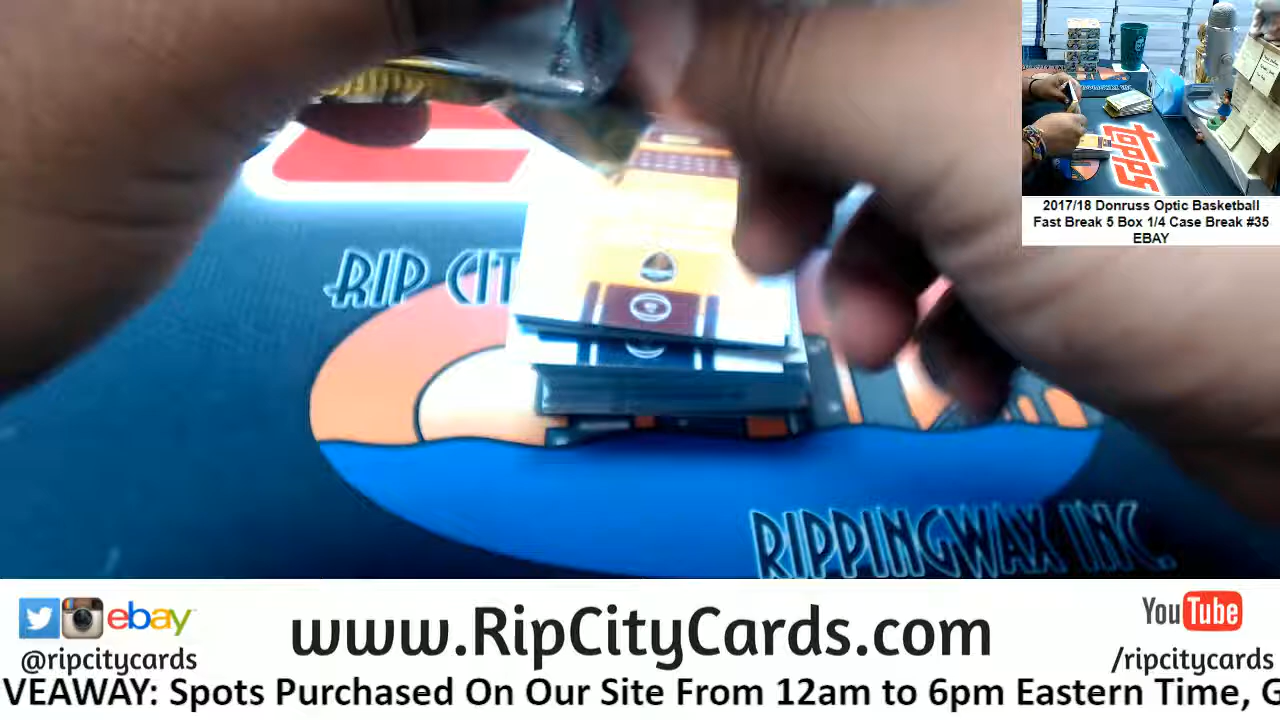 2017/18 Donruss Optic Basketball
Fast Break 5 Box 1/4 Case Break #35
EBAY
Topps
RIP CIT
RIPPINGWAX INC.
ebay
@ripcitycards
www.RipCityCards.com
YouTube
/ripcitycards
VEAWAY: Spots Purchased On Our Site From 12am to 6pm Eastern Time, G